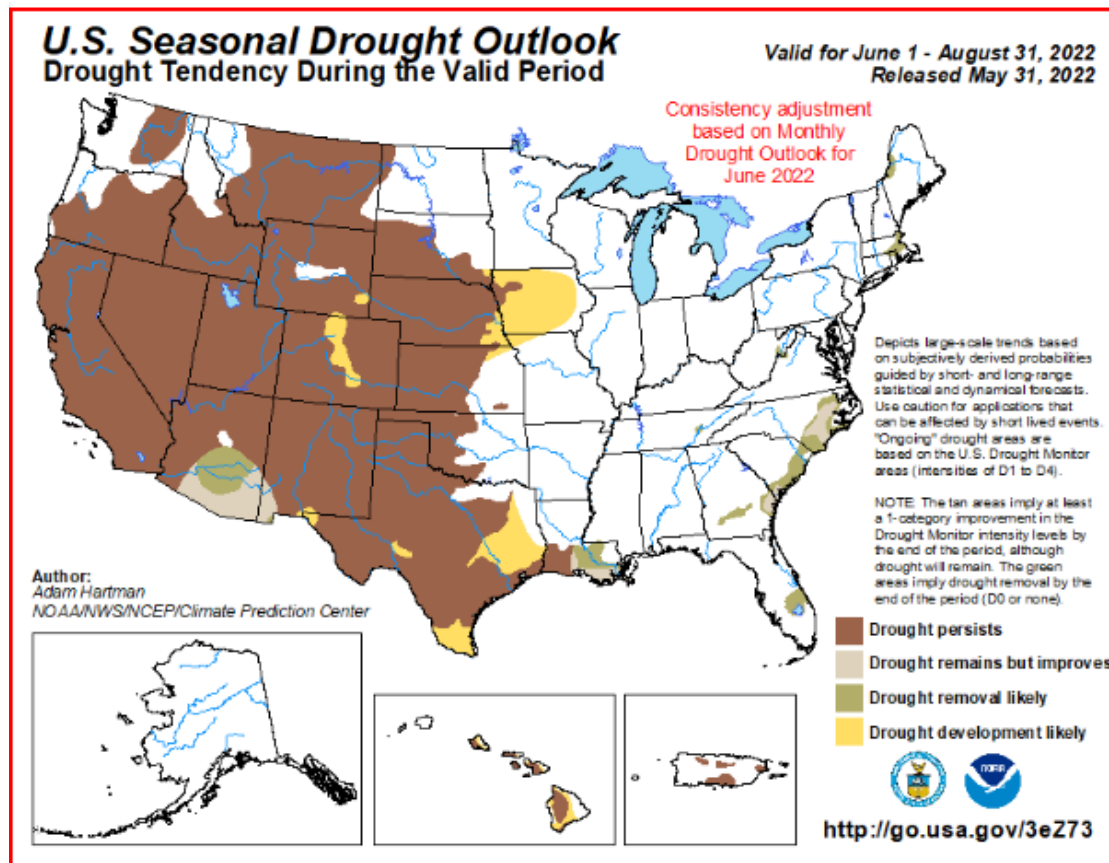 U.S. Seasonal Drought Outlook
Drought Tendency During the Valid Period
Valid for June 1 - August 31, 2022
Released May 31, 2022
Consistency adjustment
based on Monthly
Drought Outlook for
June 2022
Depicts large-scale trends based
on subjectively derived probabilities
guided by short- and long-range
statistical and dynamical forecasts.
Use caution for applications that
can be affected by short lived events.
"Ongoing" drought areas are
based on the U.S. Drought Monitor
areas (intensities of D1 to D4).
NOTE: The tan areas imply at least
a 1-category improvement in the
Drought Monitor intensity levels by
the end of the period, although
drought will remain. The green
areas imply drought removal by the
end of the period (D0 or none).
Author:
Adam Hartman
NOAA/NWS/NCEP/Climate Prediction Center
Drought persists
Drought remains but improves
Drought removal likely
Drought development likely
NOAA
http://go.usa.gov/3eZ73